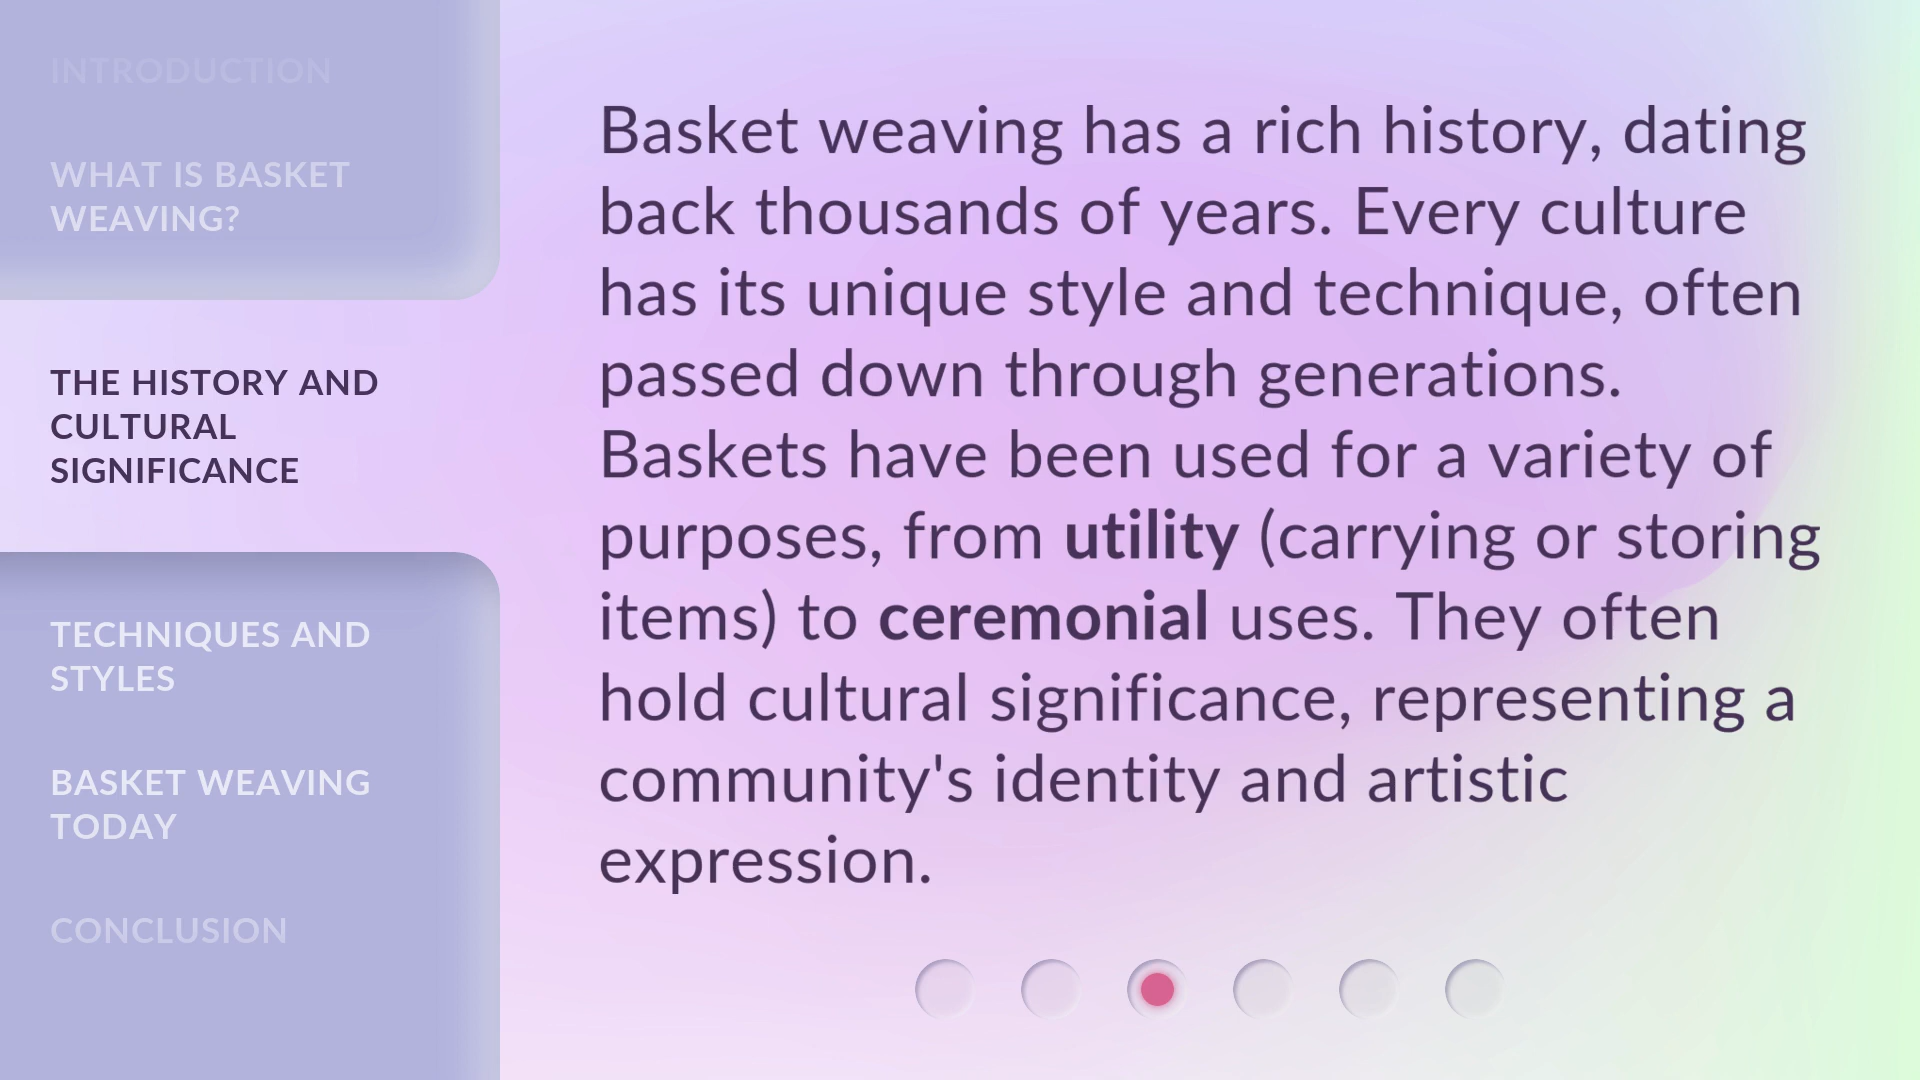 INTRODUCTION
WHAT IS BASKET
WEAVING?
THE HISTORY AND
CULTURAL
SIGNIFICANCE
TECHNIQUES AND
STYLES
BASKET WEAVING
TODAY
CONCLUSION
Basket weaving has a rich history, dating
back thousands of years. Every culture
has its unique style and technique, often
passed down through generations.
Baskets have been used for a variety of
purposes, from utility (carrying or storing
items) to ceremonial uses. They often
hold cultural significance, representing a
community's identity and artistic
expression.